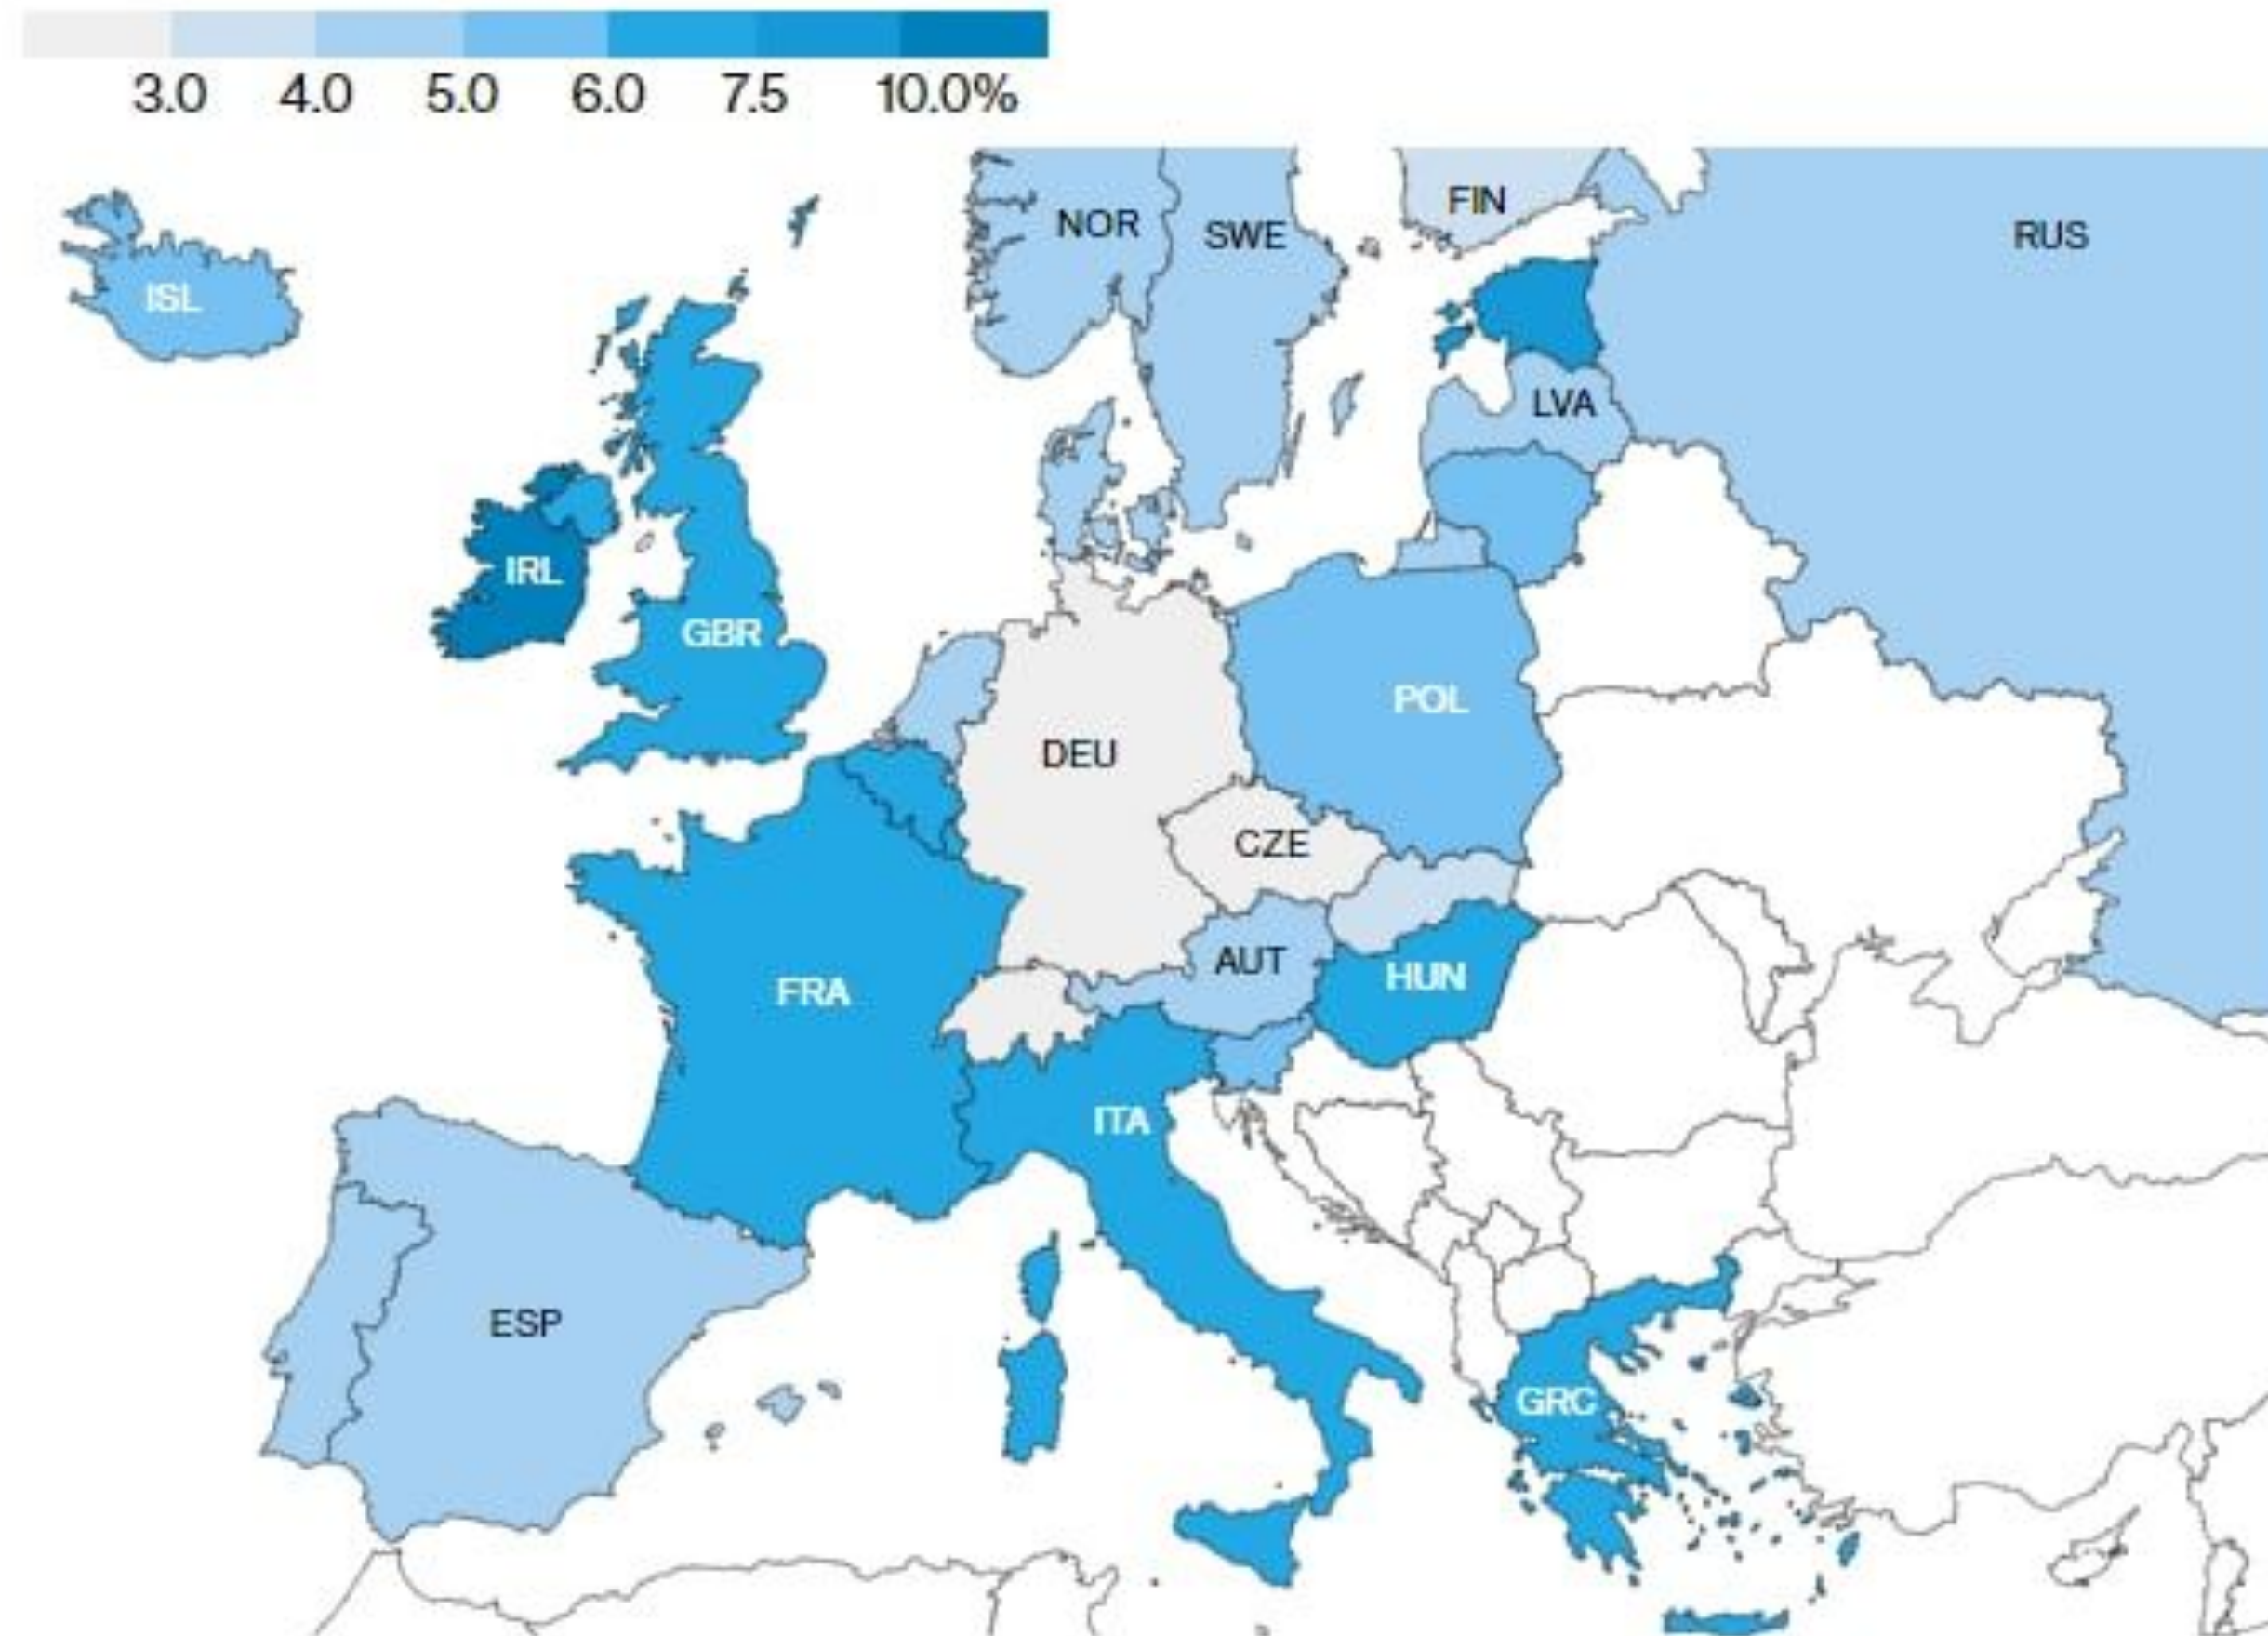 3.0 4.0 5.0 6.0 7.5 10.0%
FIN
NOR
SWE
RUS
ISL
LVA
IRL
GBR
POL
DEU
CZE
AUT
HUN
FRA
ITA
ESP
GRC